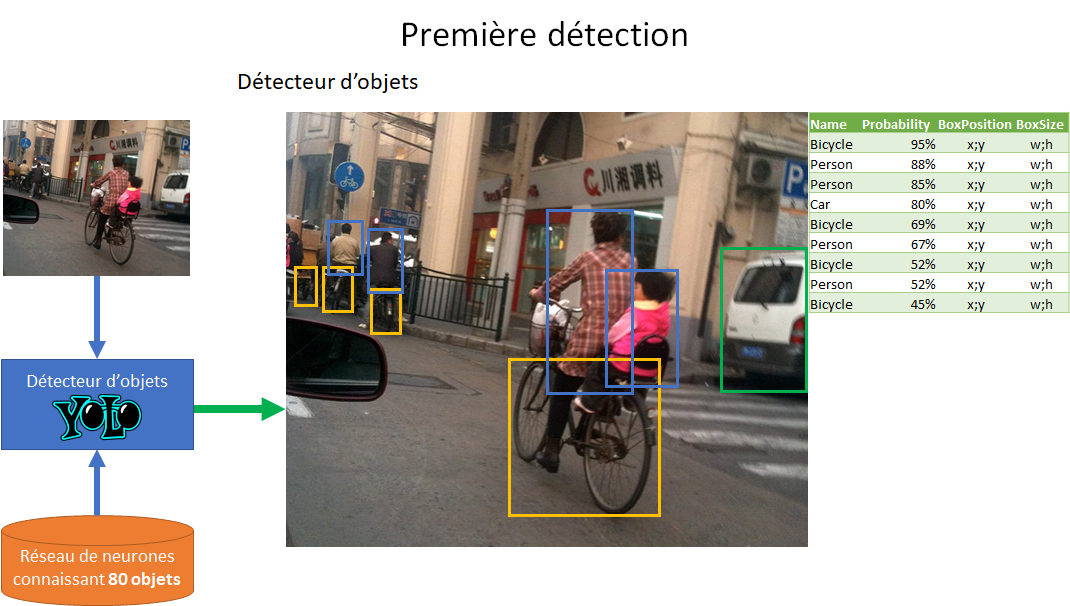 Première détection
Détecteur d'objets
川湘调料
P
Name Probability BoxPosition BoxSize
Bicycle 95% x;y w;h
Person 88% x;y w;h
Person 85% x;y w;h
Car 80% x;y w;h
Bicycle 69% x;y w;h
Person 67% x;y w;h
Bicycle 52% x;y w;h
Person 52% x;y w;h
Bicycle 45% x;y w;h
Détecteur d'objets
YOLO
Réseau de neurones
connaissant 80 objets